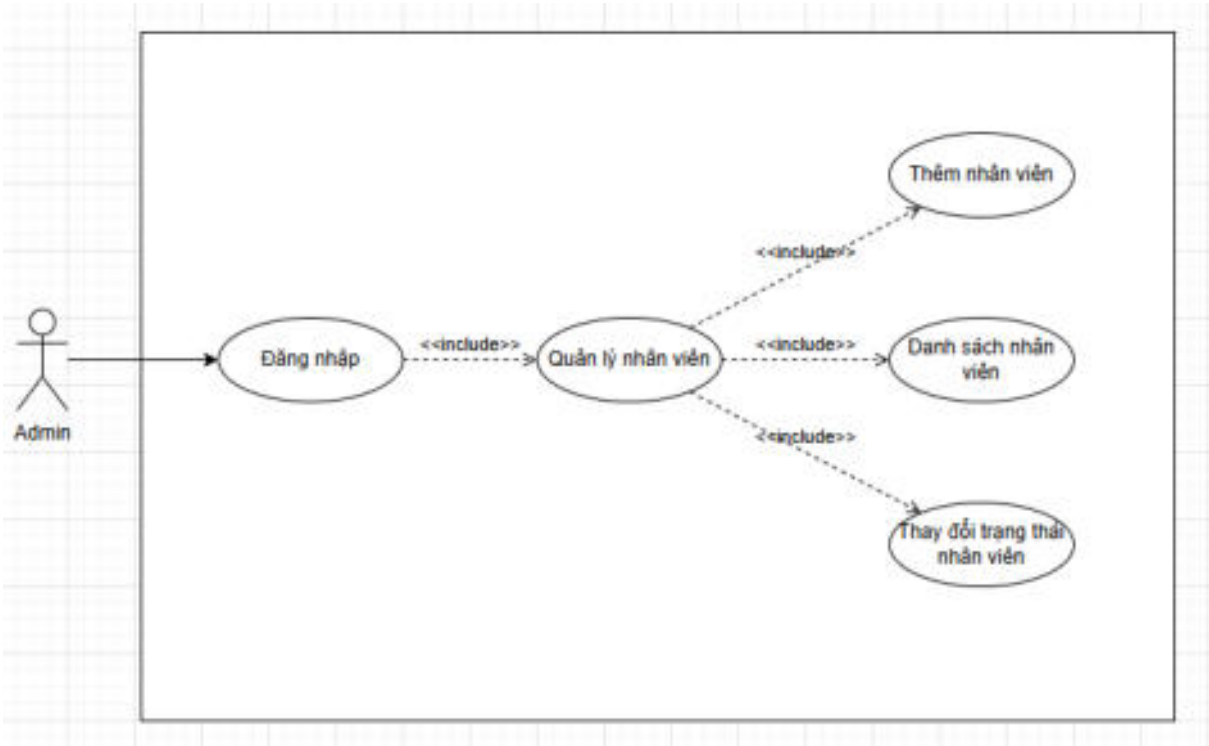 Thêm nhân viên
<<include>>
Đăng nhập
<<include>>
Quản lý nhân viên
<<include>>
Danh sách nhân
viên
Admin
<<include>>
Thay đổi trạng thái
nhân viên